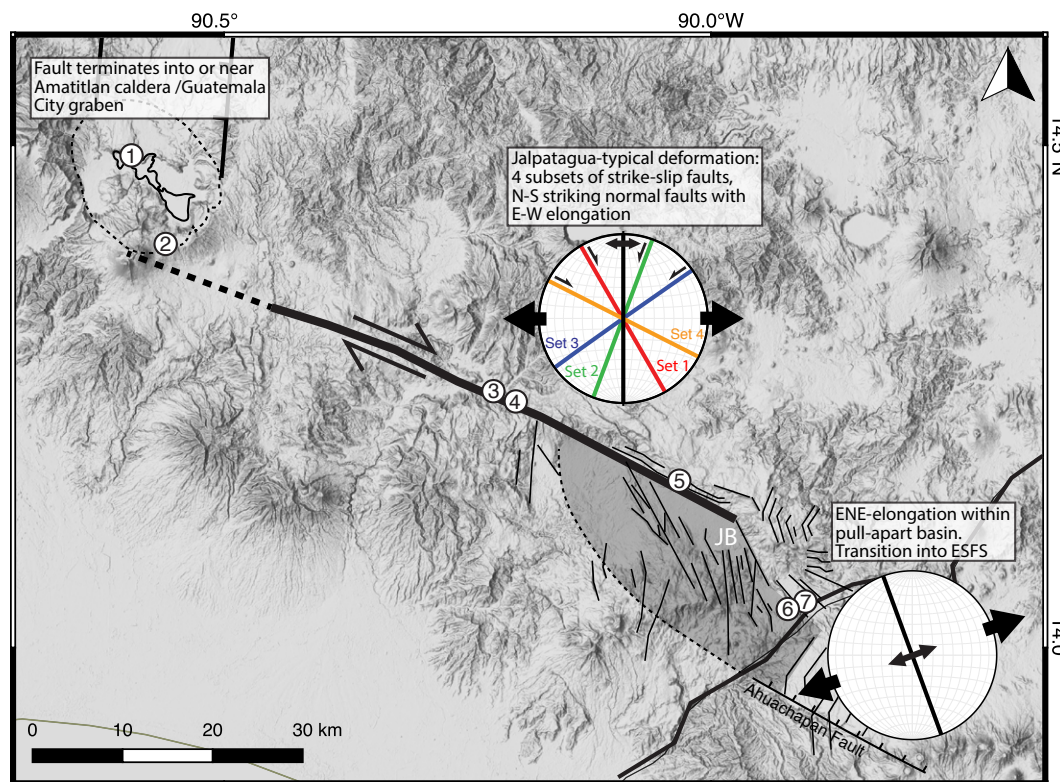 90.5°
90.0°
Fault terminates into or near
Amatitlan caldera /Guatemala
City graben
14.5°N
1
2
Jalpatagua-typical deformation:
4 subsets of strike-slip faults,
N-S striking normal faults with
E-W elongation
Set 3
Set 4
Set 2
Set 1
3
4
5
ENE-elongation within
pull-apart basin.
Transition into ESFS
JB
6
7
14.0
Ahuachapan Fault
0
10
20
30 km